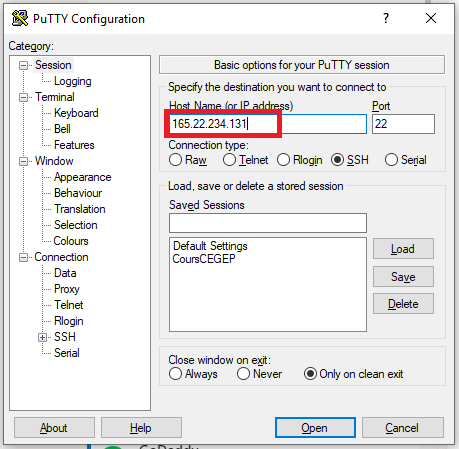 PuTTY Configuration
? ×
Category:
Session
Logging
Terminal
Keyboard
Bell
Features
Window
Appearance
Behaviour
Translation
Selection
Colours
Connection
Data
Proxy
Telnet
Rlogin
SSH
Serial
Basic options for your PuTTY session
Specify the destination you want to connect to
Host Name (or IP address) Port
165.22.234.131 22
Connection type:
Raw Telnet Rlogin SSH Serial
Load, save or delete a stored session
Saved Sessions
Default Settings
CoursCEGEP
Load
Save
Delete
Close window on exit:
Always Never Only on clean exit
About Help Open Cancel